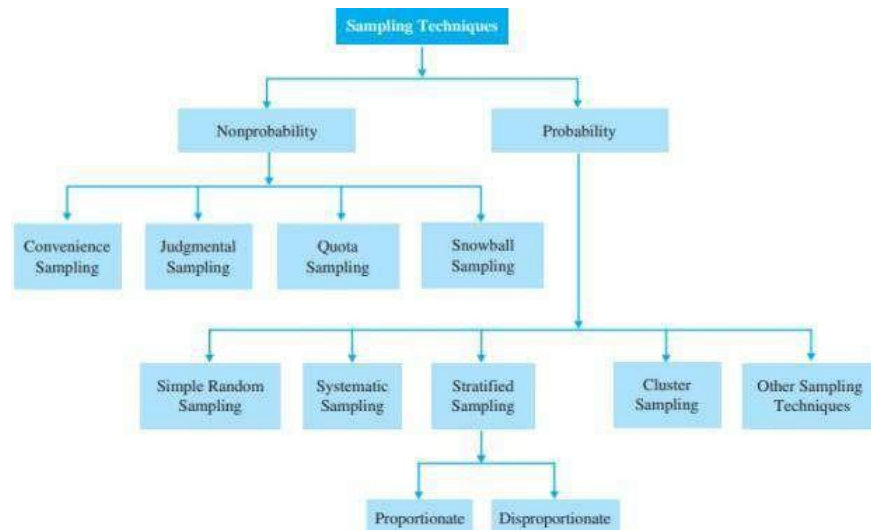 Sampling Techniques
Nonprobability
Probability
Convenience
Sampling
Judgmental
Sampling
Quota
Sampling
Snowball
Sampling
Simple Random
Sampling
Systematic
Sampling
Stratified
Sampling
Cluster
Sampling
Other Sampling
Techniques
Proportionate
Disproportionate